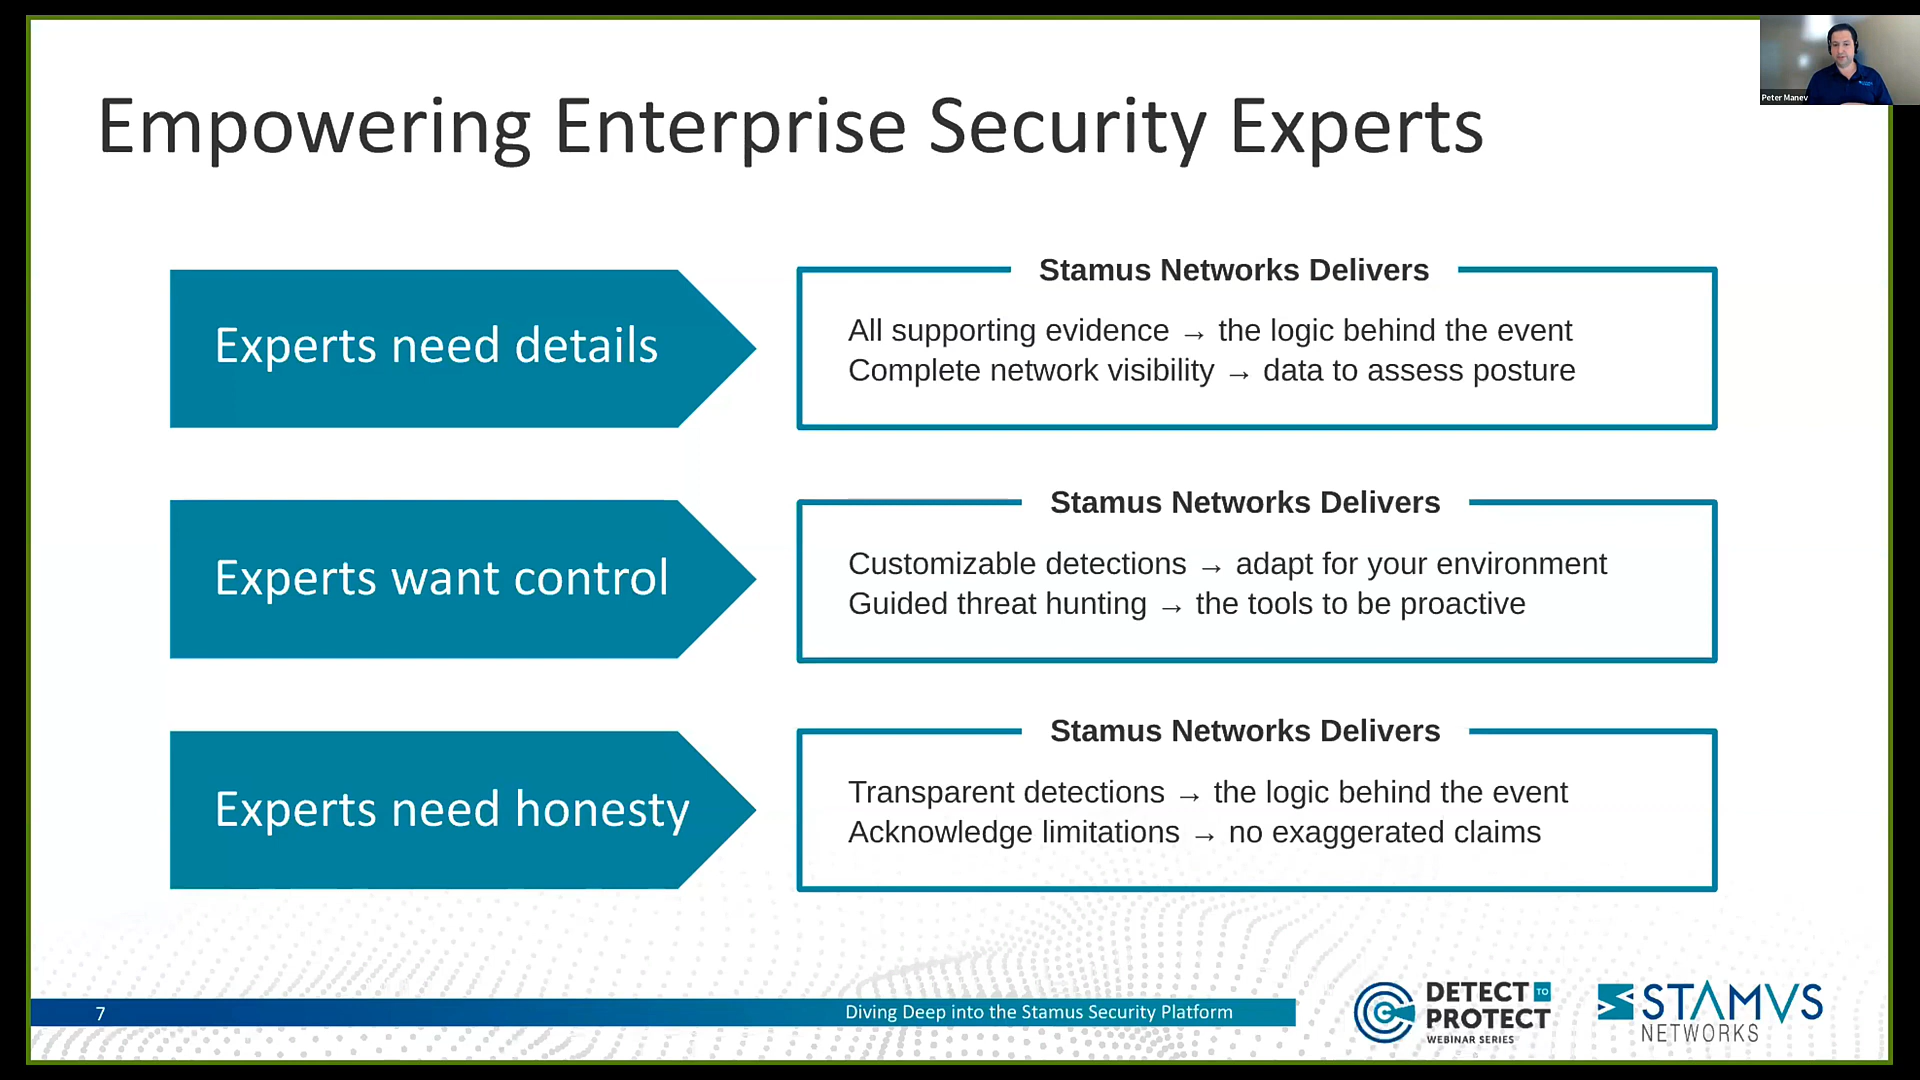 Peter Manev
Empowering Enterprise Security Experts
Experts need details
Stamus Networks Delivers
All supporting evidence → the logic behind the event
Complete network visibility → data to assess posture
Experts want control
Stamus Networks Delivers
Customizable detections → adapt for your environment
Guided threat hunting → the tools to be proactive
Experts need honesty
Stamus Networks Delivers
Transparent detections → the logic behind the event
Acknowledge limitations → no exaggerated claims
7
Diving Deep into the Stamus Security Platform
DETECT TO
PROTECT
WEBINAR SERIES
STAMVS
NETWORKS